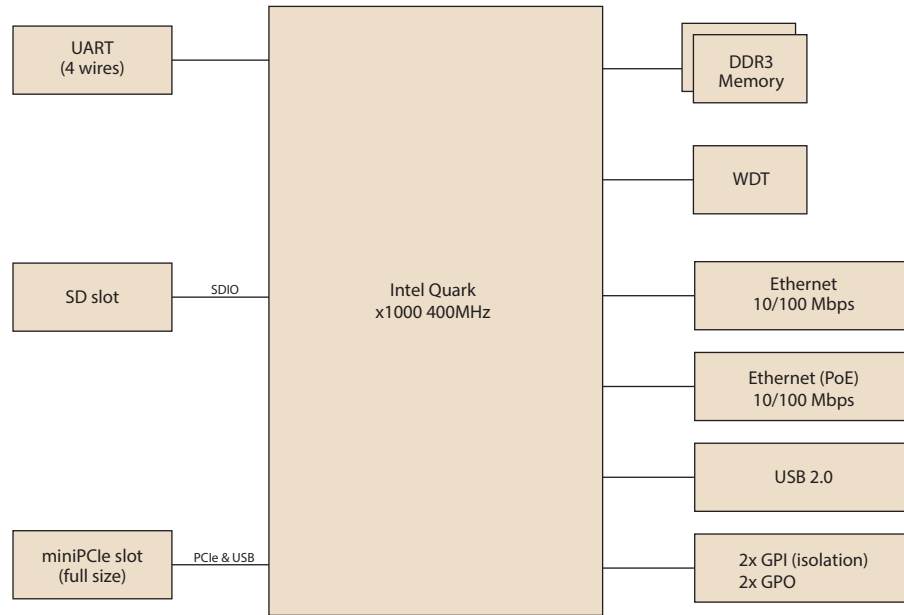 UART
(4 wires)
DDR3
Memory
WDT
SD slot
SDIO
Intel Quark
x1000 400MHz
Ethernet
10/100 Mbps
Ethernet (PoE)
10/100 Mbps
USB 2.0
miniPCIe slot
(full size)
PCIe & USB
2x GPI (isolation)
2x GPO